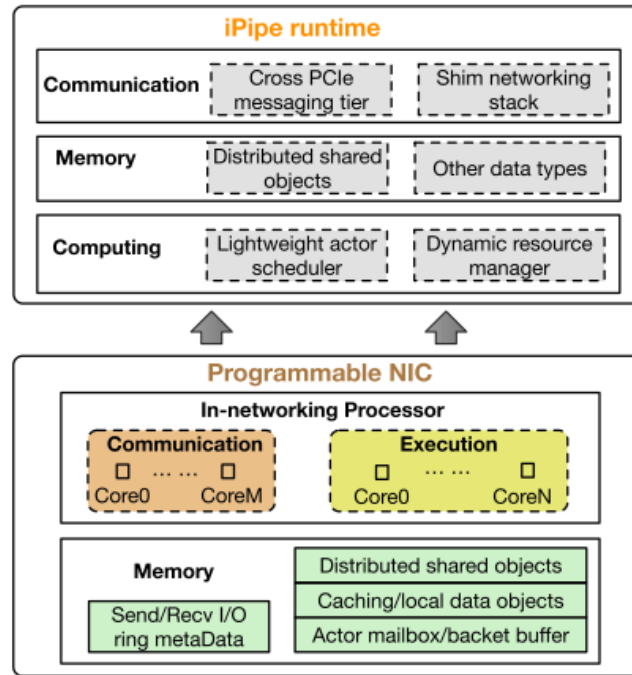 iPipe runtime
Communication
Cross PCIe
messaging tier
Shim networking
stack
Memory
Distributed shared
objects
Other data types
Computing
Lightweight actor
scheduler
Dynamic resource
manager
Programmable NIC
In-networking Processor
Communication
... ...
Core0 CoreM
Execution
... ...
Core0 CoreN
Memory
Send/Recv I/O
ring metaData
Distributed shared objects
Caching/local data objects
Actor mailbox/backet buffer